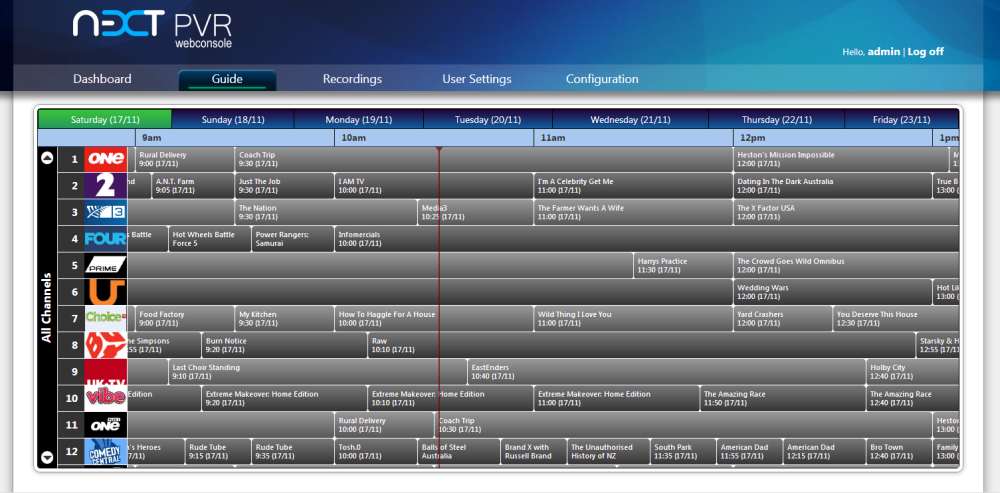 NEXT PVR
webconsole
Hello, admin | Log off
Dashboard Guide Recordings User Settings Configuration
Saturday (17/11) Sunday (18/11) Monday (19/11) Tuesday (20/11) Wednesday (21/11) Thursday (22/11) Friday (23/11)
9am 10am 11am 12pm 1pm
All Channels
1 ONE Rural Delivery Coach Trip Heston's Mission Impossible M
9:00 (17/11) 9:30 (17/11) 12:00 (17/11) 1:
2 2 nd A.N.T. Farm Just The Job I AM TV I'm A Celebrity Get Me Dating In The Dark Australia True B
9:05 (17/11) 9:30 (17/11) 10:00 (17/11) 11:00 (17/11) 12:00 (17/11) 13:00 (
3 3 The Nation Media3 The Farmer Wants A Wife The X Factor USA
9:30 (17/11) 10:25 (17/11) 11:00 (17/11) 12:00 (17/11)
4 FOUR s Battle Hot Wheels Battle Power Rangers: Infomercials
Force 5 Samurai 10:00 (17/11)
5 PRIME Harrys Practice The Crowd Goes Wild Omnibus
11:30 (17/11) 12:00 (17/11)
6 Wedding Wars Hot Li
12:00 (17/11) 13:00 (
7 Choice Food Factory My Kitchen How To Haggle For A House Wild Thing I Love You Yard Crashers You Deserve This House
9:00 (17/11) 9:30 (17/11) 10:00 (17/11) 11:00 (17/11) 12:00 (17/11) 12:30 (17/11)
8 he Simpsons Burn Notice Raw Starsky & H
55 (17/11) 9:20 (17/11) 10:10 (17/11) 12:55 (17/1
9 UK-TV Last Choir Standing EastEnders Holby City
9:10 (17/11) 10:40 (17/11) 12:40 (17/11)
10 vibe Edition Extreme Makeover: Home Edition Extreme Makeover: Home Edition Extreme Makeover: Home Edition The Amazing Race The Amazing Race
9:20 (17/11) 10:10 (17/11) 11:00 (17/11) 11:50 (17/11) 12:40 (17/11)
11 ONE Rural Delivery Coach Trip Heston
10:00 (17/11) 10:30 (17/11) 13:00 (
12 COMEDY CENTRAL 's Heroes Rude Tube Rude Tube Tosh.0 Balls of Steel Brand X with The Unauthorised South Park American Dad American Dad Bro Town Family
17/11) 9:15 (17/11) 9:35 (17/11) 10:00 (17/11) Australia Russell Brand History of NZ 11:35 (17/11) 11:55 (17/11) 12:15 (17/11) 12:40 (17/11) 13:00 (